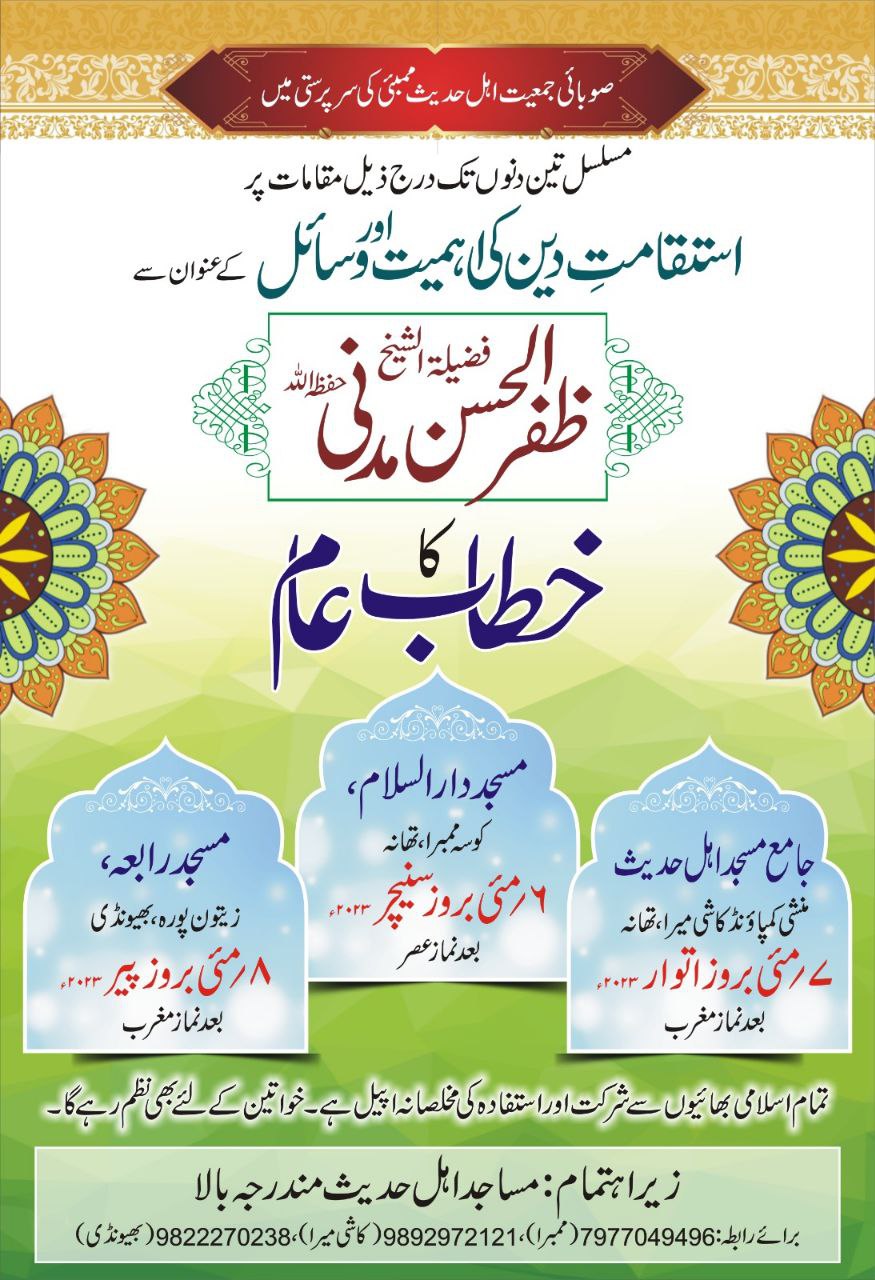 صوبائی جمعیت اہل حدیث ممبئی کی سرپرستی میں
مسلسل تین دنوں تک درج ذیل مقامات پر
استقامتِ دین کی اہمیت اور وسائل کے عنوان سے
فضیلۃ الشیخ
ظفر الحسن مدنی حفظہ اللہ
کا
خطاب عام
مسجد دار السلام،
کوسہ ممبرا، تھانہ
۶؍مئی بروز سنیچر ۲۰۲۳ء
بعد نماز عصر
جامع مسجد اہل حدیث
منشی کمپاؤنڈ کاشی میرا، تھانہ
۷؍مئی بروز اتوار ۲۰۲۳ء
بعد نماز مغرب
مسجد رابعہ،
زیتون پورہ، بھیونڈی
۸؍مئی بروز پیر ۲۰۲۳ء
بعد نماز مغرب
تمام اسلامی بھائیوں سے شرکت اور استفادہ کی مخلصانہ اپیل ہے۔ خواتین کے لئے بھی نظم رہے گا۔
زیر اہتمام: مساجد اہل حدیث مندرجہ بالا
برائے رابطہ: 7977049496 (ممبرا)، 9892972121 (کاشی میرا)، 9822270238 (بھیونڈی)